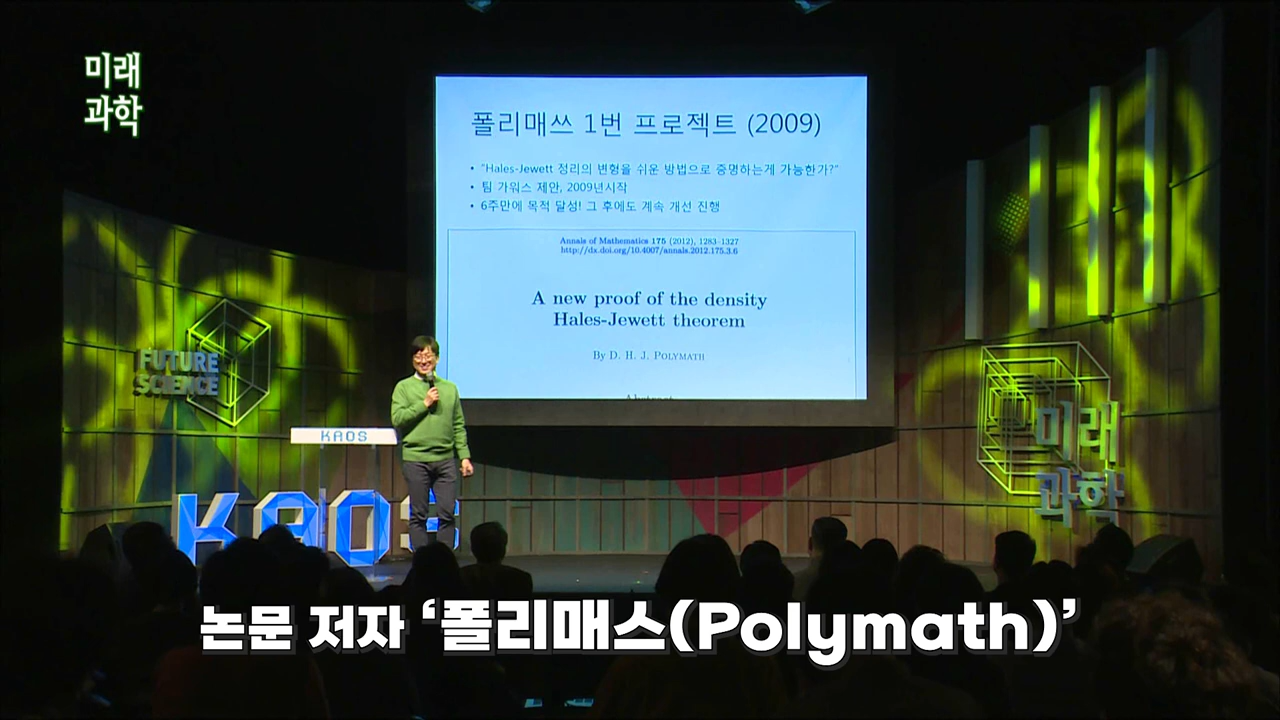 미래
과학
폴리매쓰 1번 프로젝트 (2009)
• "Hales-Jewett 정리의 변형을 쉬운 방법으로 증명하는게 가능한가?"
• 팀 가워스 제안, 2009년시작
• 6주만에 목적 달성! 그 후에도 계속 개선 진행
Annals of Mathematics 175 (2012), 1283–1327
http://dx.doi.org/10.4007/annals.2012.175.3.6
A new proof of the density
Hales-Jewett theorem
By D. H. J. Polymath
Abstract
FUTURE
SCIENCE
KAOS
KAOS
미래
과학
논문 저자 ‘폴리매스(Polymath)’